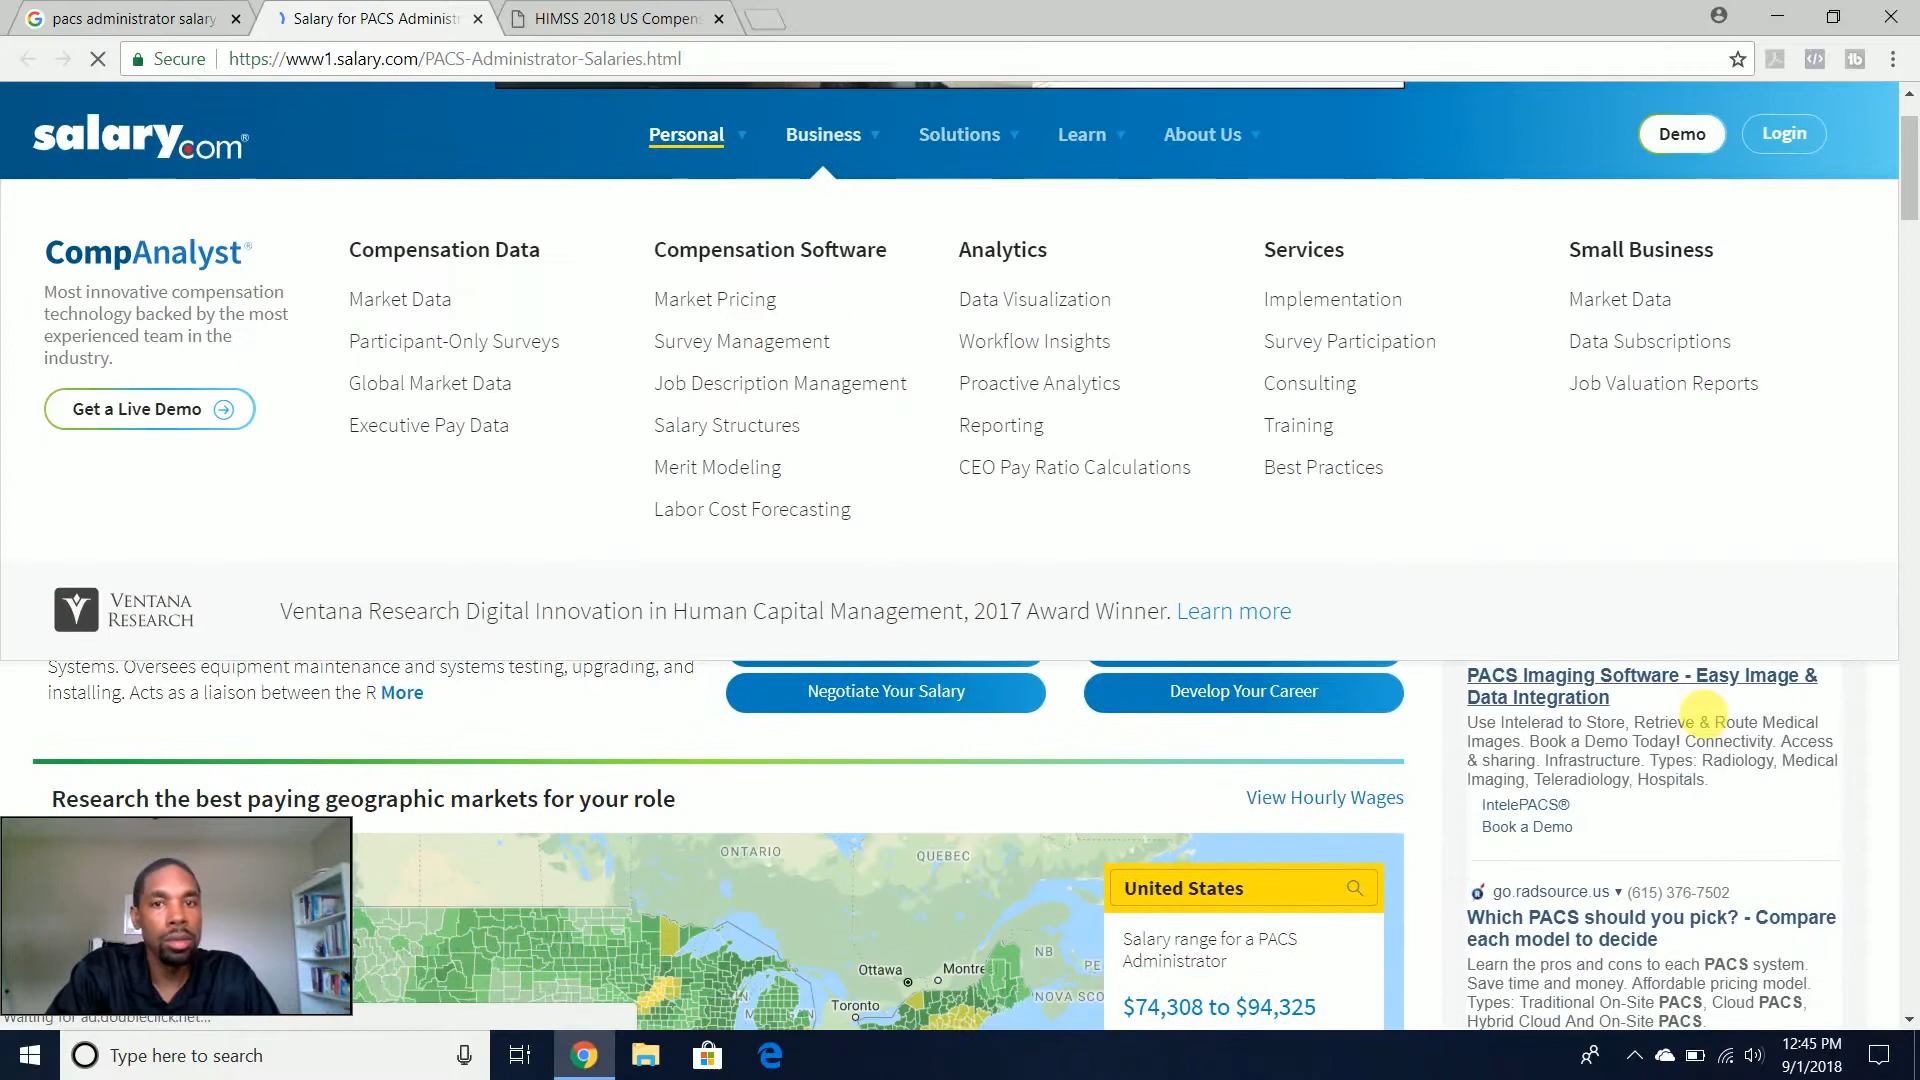 pacs administrator salary
Salary for PACS Administ
HIMSS 2018 US Compens
Secure
https://www1.salary.com/PACS-Administrator-Salaries.html
salary.com®
Personal
Business
Solutions
Learn
About Us
Demo
Login
CompAnalyst®
Most innovative compensation
technology backed by the most
experienced team in the
industry.
Get a Live Demo
Compensation Data
Market Data
Participant-Only Surveys
Global Market Data
Executive Pay Data
Compensation Software
Market Pricing
Survey Management
Job Description Management
Salary Structures
Merit Modeling
Labor Cost Forecasting
Analytics
Data Visualization
Workflow Insights
Proactive Analytics
Reporting
CEO Pay Ratio Calculations
Services
Implementation
Survey Participation
Consulting
Training
Best Practices
Small Business
Market Data
Data Subscriptions
Job Valuation Reports
VENTANA
RESEARCH
Ventana Research Digital Innovation in Human Capital Management, 2017 Award Winner. Learn more
Systems. Oversees equipment maintenance and systems testing, upgrading, and
installing. Acts as a liaison between the R More
Negotiate Your Salary
Develop Your Career
PACS Imaging Software - Easy Image &
Data Integration
Use Intelerad to Store, Retrieve & Route Medical
Images. Book a Demo Today! Connectivity. Access
& sharing. Infrastructure. Types: Radiology, Medical
Imaging, Teleradiology, Hospitals.
IntelePACS®
Book a Demo
go.radsource.us ▾ (615) 376-7502
Which PACS should you pick? - Compare
each model to decide
Learn the pros and cons to each PACS system.
Save time and money. Affordable pricing model.
Types: Traditional On-Site PACS, Cloud PACS,
Hybrid Cloud And On-Site PACS.
Research the best paying geographic markets for your role
View Hourly Wages
ONTARIO
QUEBEC
NB
PE
NOVA SCO
Ottawa
Montre
Toronto
United States
Salary range for a PACS
Administrator
$74,308 to $94,325
Waiting for ad.doubleclick.net...
Type here to search
12:45 PM
9/1/2018